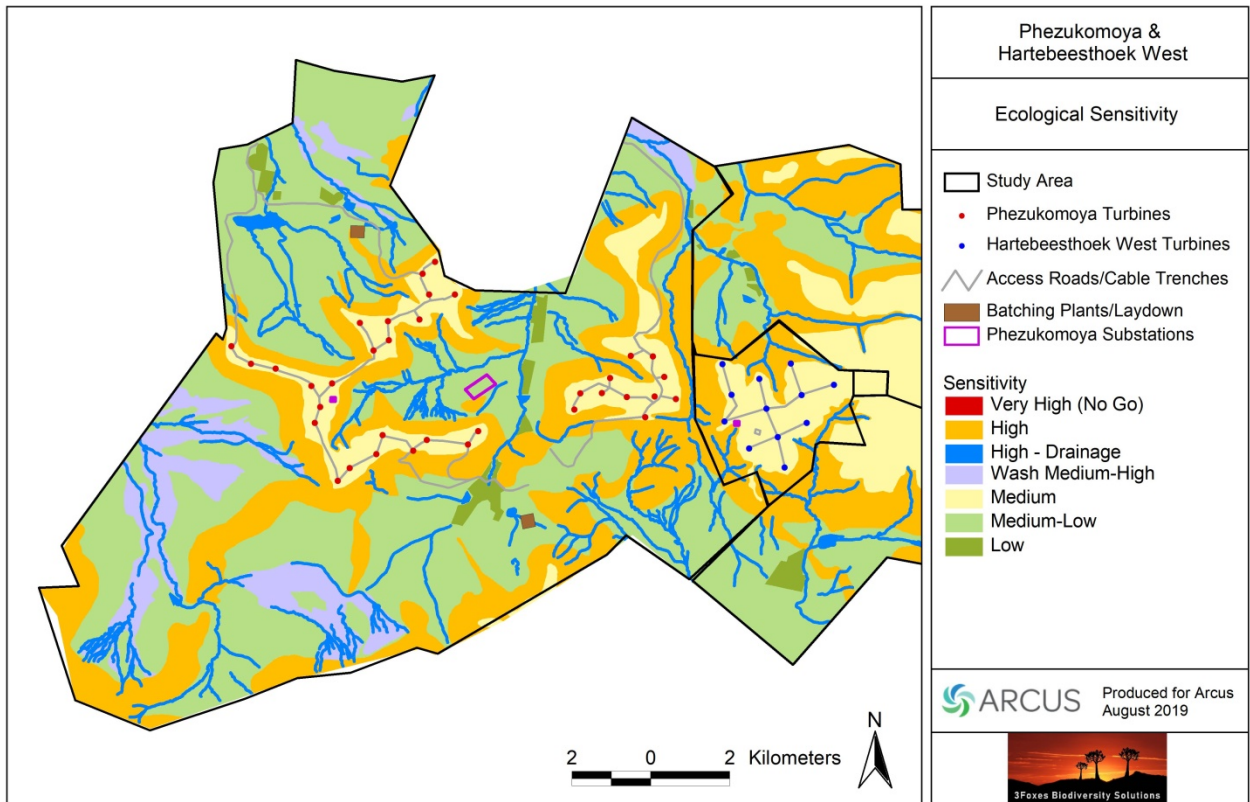 Phezukomoya &
Hartebeesthoek West
Ecological Sensitivity
Study Area
Phezukomoya Turbines
Hartebeesthoek West Turbines
Access Roads/Cable Trenches
Batching Plants/Laydown
Phezukomoya Substations
Sensitivity
Very High (No Go)
High
High - Drainage
Wash Medium-High
Medium
Medium-Low
Low
2 0 2 Kilometers
N
ARCUS
Produced for Arcus
August 2019
3Foxes Biodiversity Solutions